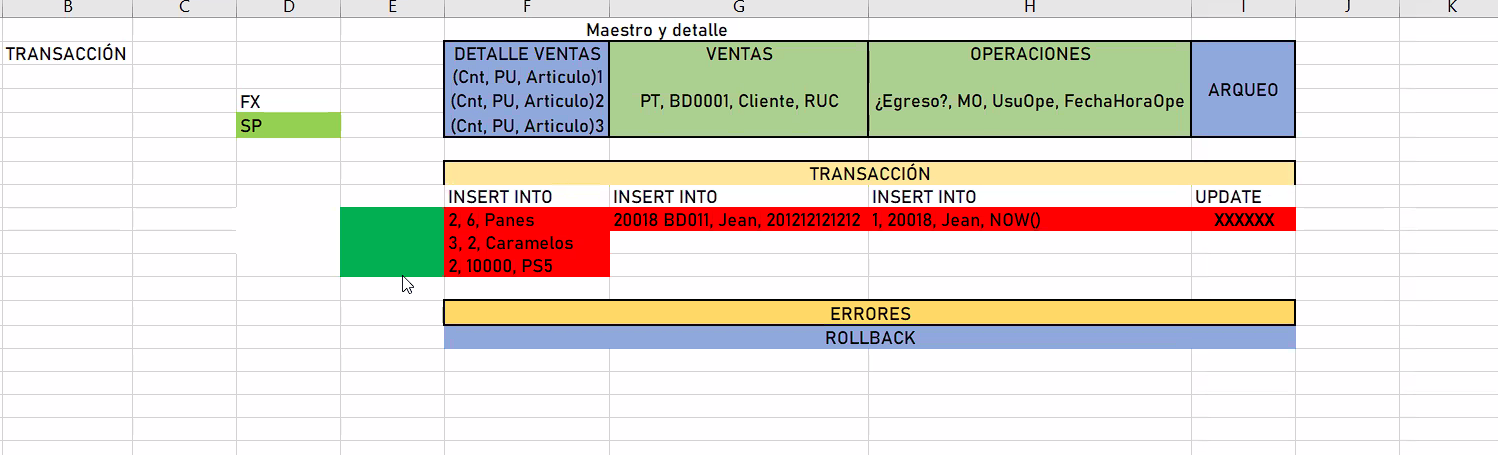 B C D E F G H I J K
Maestro y detalle
TRANSACCIÓN
DETALLE VENTAS VENTAS OPERACIONES
(Cnt, PU, Articulo)1
ARQUEO
FX
(Cnt, PU, Articulo)2 PT, BD0001, Cliente, RUC ¿Egreso?, MO, UsuOpe, FechaHoraOpe
SP
(Cnt, PU, Articulo)3
TRANSACCIÓN
INSERT INTO INSERT INTO INSERT INTO UPDATE
2, 6, Panes 20018 BD011, Jean, 201212121212 1, 20018, Jean, NOW() XXXXXX
3, 2, Caramelos
2, 10000, PS5
ERRORES
ROLLBACK